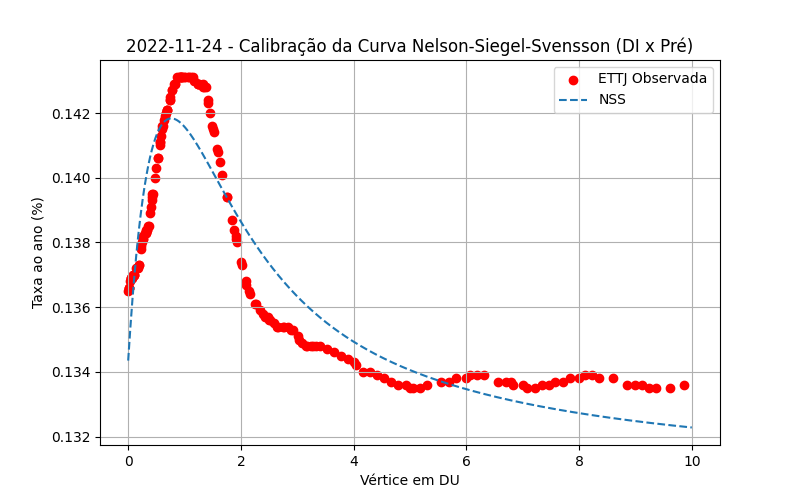 2022-11-24 - Calibração da Curva Nelson-Siegel-Svensson (DI x Pré)
ETTJ Observada
NSS
Taxa ao ano (%)
0.142
0.140
0.138
0.136
0.134
0.132
0
2
4
6
8
10
Vértice em DU